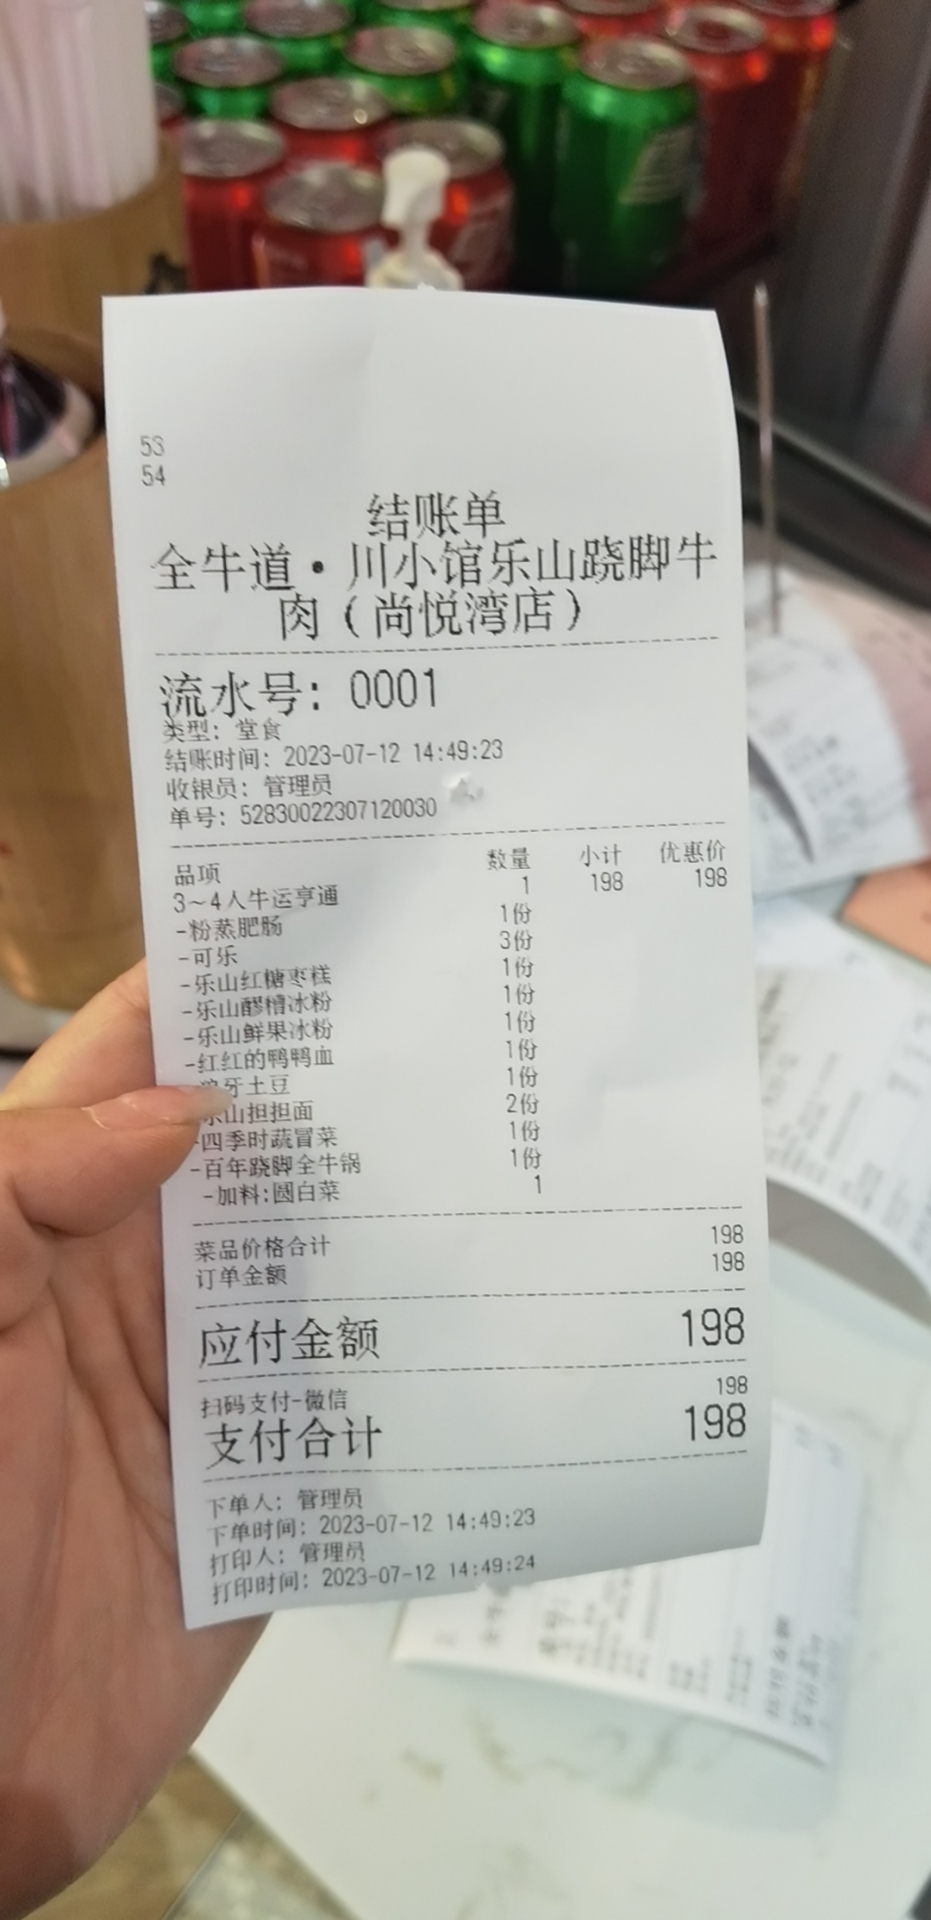 53
54
结账单
全牛道·川小馆乐山跷脚牛
肉(尚悦湾店)
流水号: 0001
类型: 堂食
结账时间: 2023-07-12 14:49:23
收银员: 管理员
单号: 52830022307120030
品项 数量 小计 优惠价
3~4人牛运亨通 1 198 198
-粉蒸肥肠 1份
-可乐 3份
-乐山红糖枣糕 1份
-乐山醪糟冰粉 1份
-乐山鲜果冰粉 1份
-红红的鸭鸭血 1份
牙土豆 1份
乐山担担面 2份
-四季时蔬冒菜 1份
-百年跷脚全牛锅 1份
-加料:圆白菜 1
菜品价格合计 198
订单金额 198
应付金额 198
扫码支付-微信 198
支付合计 198
下单人: 管理员
下单时间: 2023-07-12 14:49:23
打印人: 管理员
打印时间: 2023-07-12 14:49:24